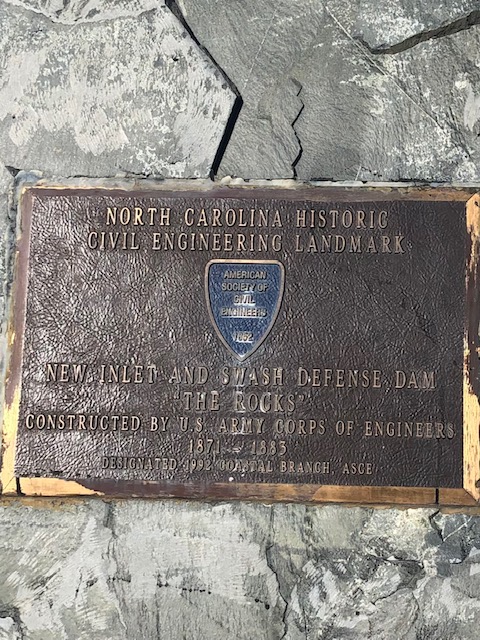 NORTH CAROLINA HISTORIC
CIVIL ENGINEERING LANDMARK
AMERICAN
SOCIETY OF
CIVIL
ENGINEERS
1852
NEW INLET AND SWASH DEFENSE DAM
"THE ROCKS"
CONSTRUCTED BY U.S. ARMY CORPS OF ENGINEERS
1871 - 1883
DESIGNATED 1992 COASTAL BRANCH, ASCE